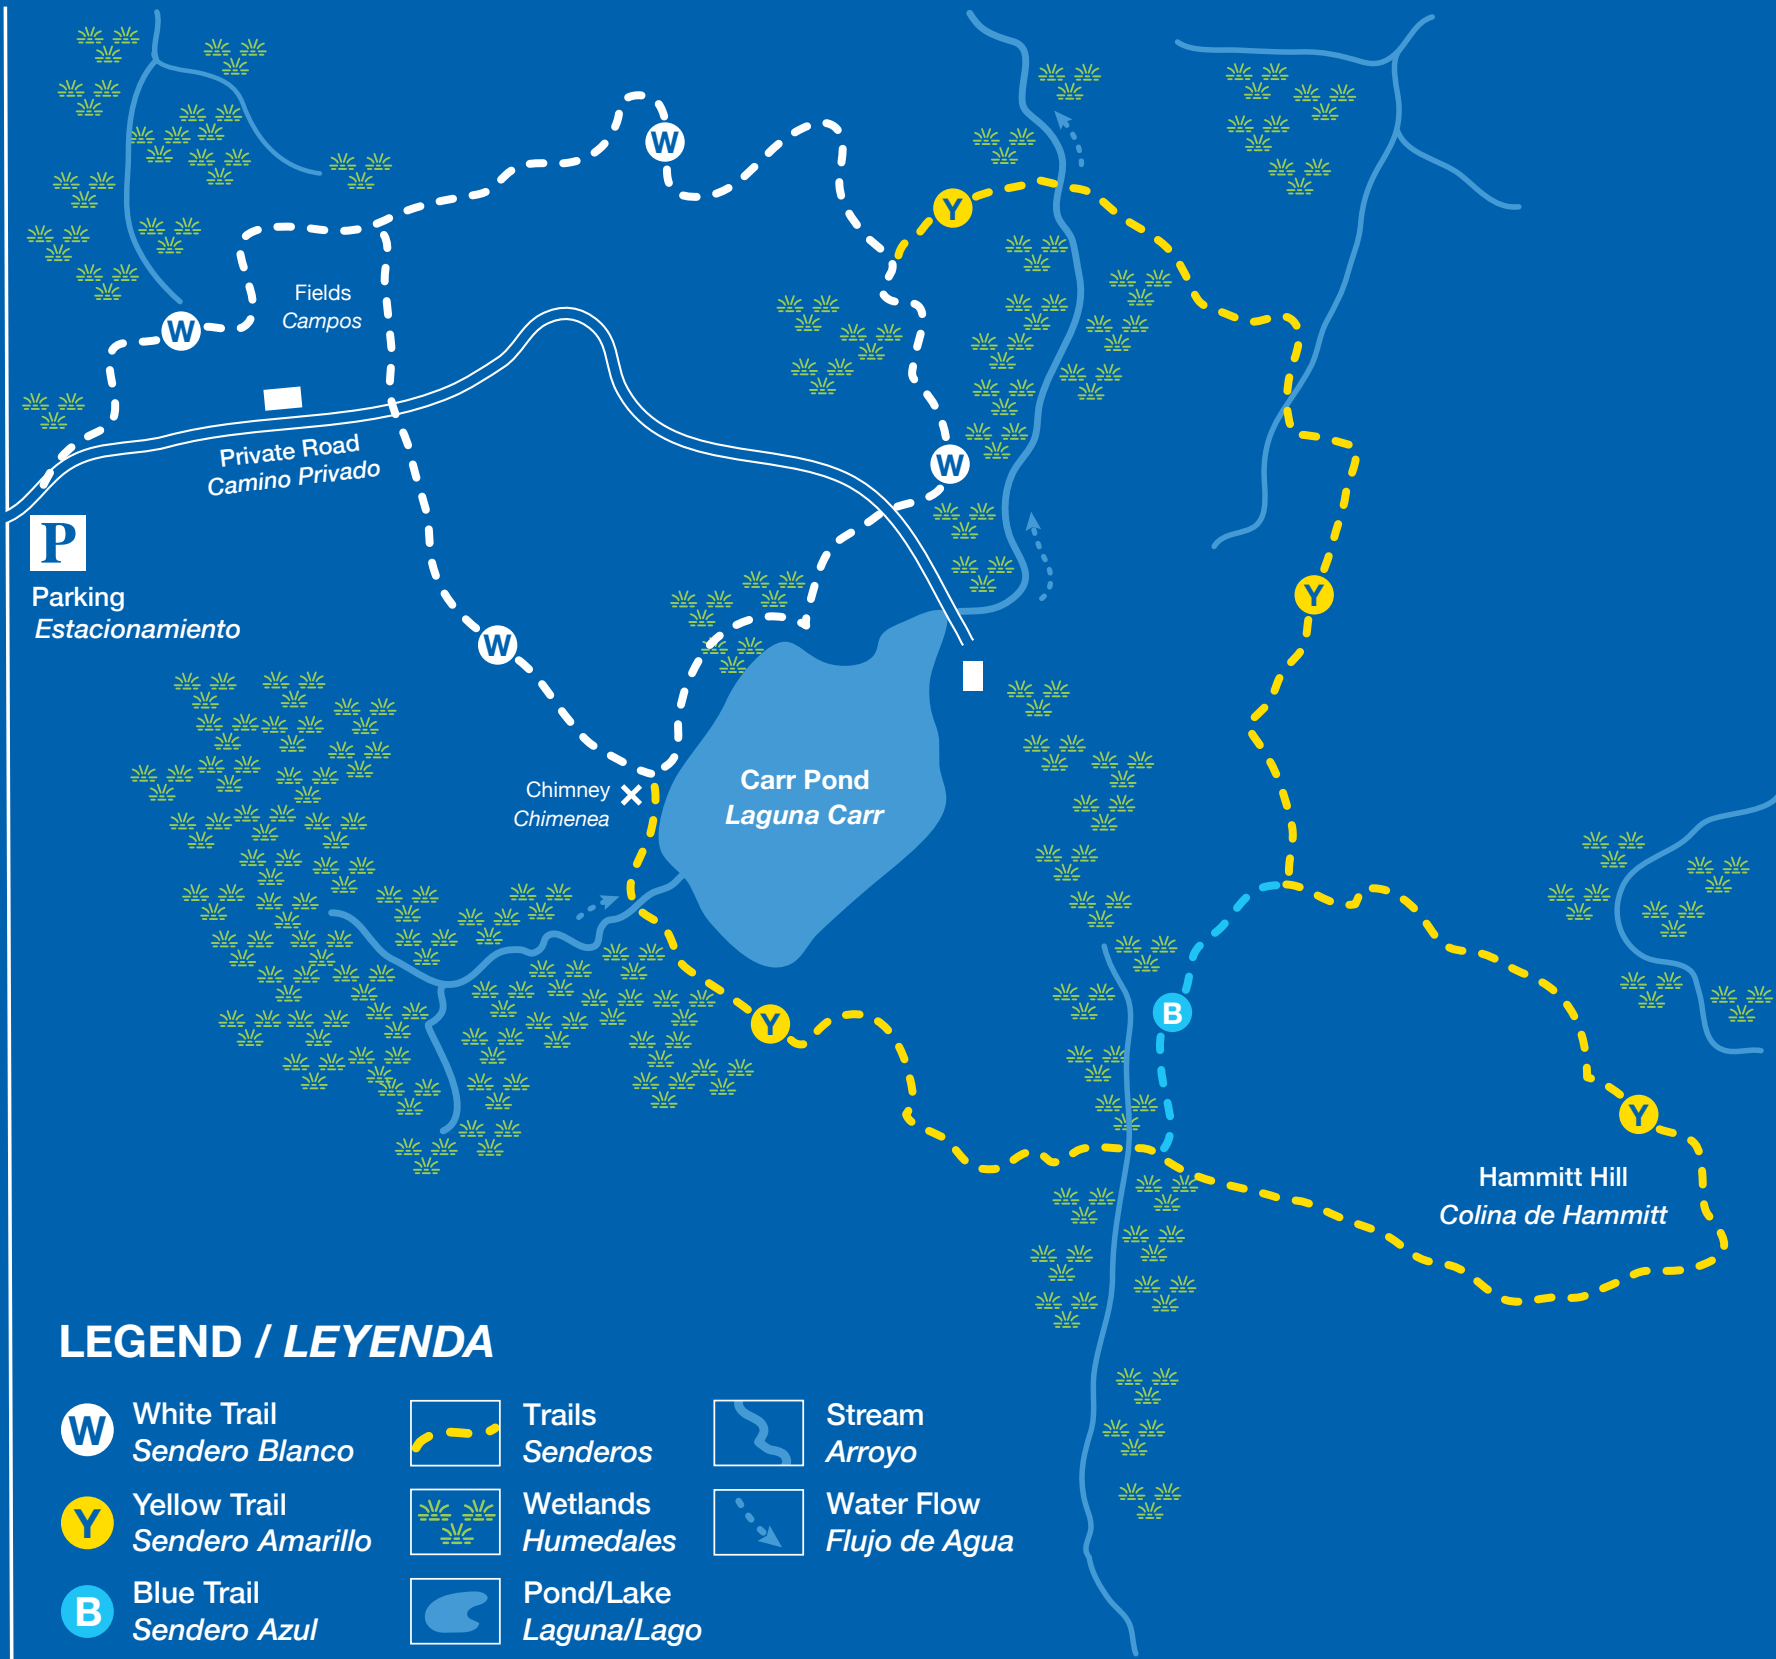 W
W
Y
Fields
Campos
W
Private Road
Camino Privado
W
P
Parking
Estacionamiento
Y
W
Chimney
Chimenea
Carr Pond
Laguna Carr
B
Y
Y
Hammitt Hill
Colina de Hammitt
LEGEND / LEYENDA
W
White Trail
Sendero Blanco
Y
Yellow Trail
Sendero Amarillo
B
Blue Trail
Sendero Azul
Trails
Senderos
Wetlands
Humedales
Pond/Lake
Laguna/Lago
Stream
Arroyo
Water Flow
Flujo de Agua